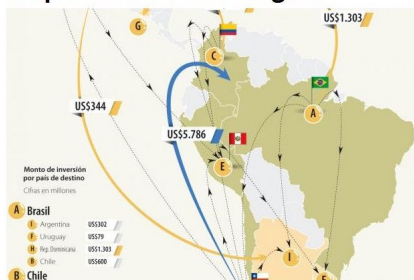 G
US$1.303
C
US$344
US$5.786
A
E
Monto de inversión
por país de destino
Cifras en millones
A Brasil
I Argentina US$302
F Uruguay US$79
H Rep. Dominicana US$1.303
B Chile US$600
B Chile
I